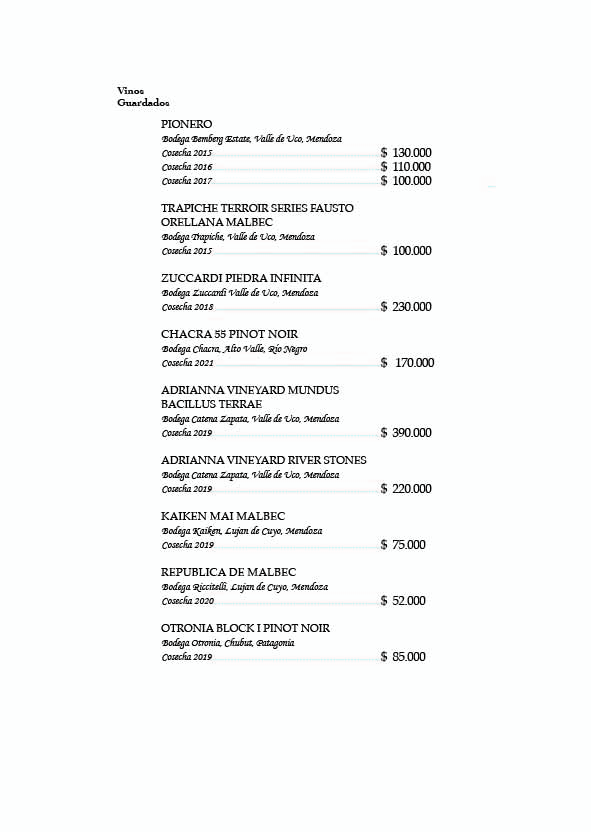 Vinos
Guardados
PIONERO
Bodega Bemberg Estate, Valle de Uco, Mendoza
Cosecha 2015 $ 130.000
Cosecha 2016 $ 110.000
Cosecha 2017 $ 100.000
TRAPICHE TERROIR SERIES FAUSTO
ORELLANA MALBEC
Bodega Trapiche, Valle de Uco, Mendoza
Cosecha 2015 $ 100.000
ZUCCARDI PIEDRA INFINITA
Bodega Zuccardi Valle de Uco, Mendoza
Cosecha 2018 $ 230.000
CHACRA 55 PINOT NOIR
Bodega Chacra, Alto Valle, Río Negro
Cosecha 2021 $ 170.000
ADRIANNA VINEYARD MUNDUS
BACILLUS TERRAE
Bodega Catena Zapata, Valle de Uco, Mendoza
Cosecha 2019 $ 390.000
ADRIANNA VINEYARD RIVER STONES
Bodega Catena Zapata, Valle de Uco, Mendoza
Cosecha 2019 $ 220.000
KAIKEN MAI MALBEC
Bodega Kaiken, Lujan de Cuyo, Mendoza
Cosecha 2019 $ 75.000
REPUBLICA DE MALBEC
Bodega Riccitelli, Lujan de Cuyo, Mendoza
Cosecha 2020 $ 52.000
OTRONIA BLOCK I PINOT NOIR
Bodega Otronia, Chubut, Patagonia
Cosecha 2019 $ 85.000